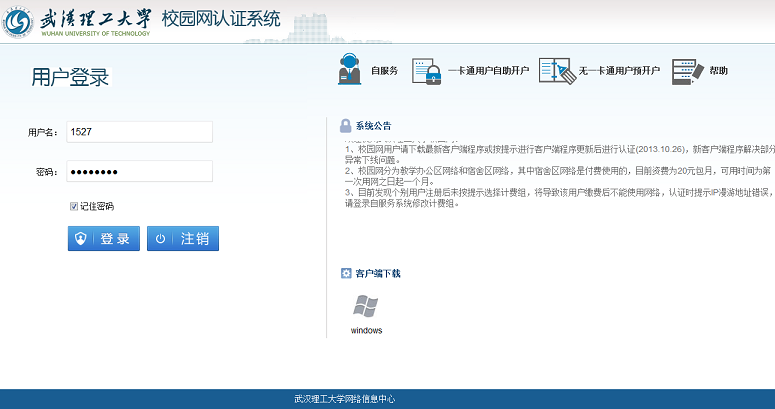 武汉理工大学 校园网认证系统
WUHAN UNIVERSITY OF TECHNOLOGY
用户登录
自服务
一卡通用户自助开户
无一卡通用户预开户
帮助
用户名：
1527
密码：
●●●●●●●●
记住密码
登录
注销
系统公告
1、校园网用户请下载最新客户端程序或按提示进行客户端程序更新后进行认证(2013.10.26)，新客户端程序解决部分
异常下线问题。
2、校园网分为教学办公区网络和宿舍区网络，其中宿舍区网络是付费使用的，目前资费为20元包月，可用时间为第
一次用网之日起一个月。
3、目前发现个别用户注册后未按提示选择计费组，将导致该用户缴费后不能使用网络，认证时提示IP漫游地址错误，
请登录自服务系统修改计费组。
客户端下载
windows
武汉理工大学网络信息中心